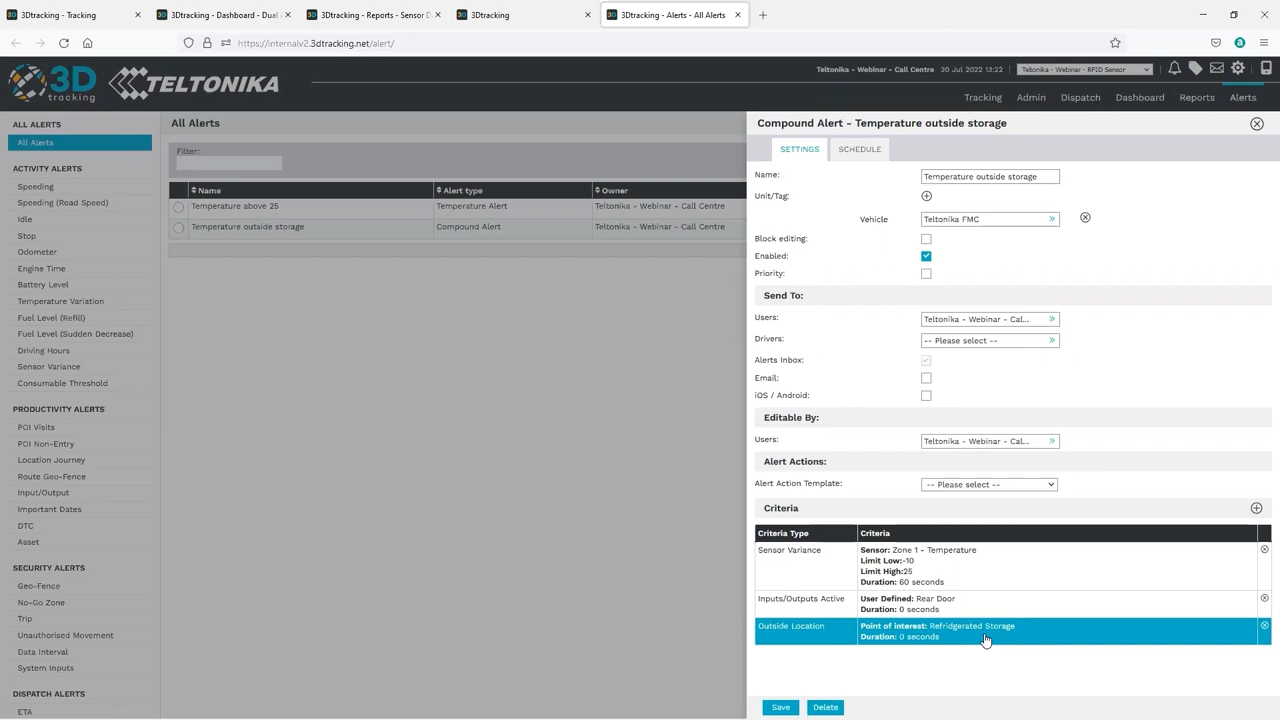 3Dtracking - Tracking
3Dtracking - Dashboard - Dual A
3Dtracking - Reports - Sensor D
3Dtracking
3Dtracking - Alerts - All Alerts
https://internalv2.3dtracking.net/alert/
3D tracking
TELTONIKA
Teltonika - Webinar - Call Centre
20 Jul 2022 13:22
Teltonika - Webinar - RFID Sensor
Tracking
Admin
Dispatch
Dashboard
Reports
Alerts
ALL ALERTS
All Alerts
ACTIVITY ALERTS
Speeding
Speeding (Road Speed)
Idle
Stop
Odometer
Engine Time
Battery Level
Temperature Variation
Fuel Level (Refill)
Fuel Level (Sudden Decrease)
Driving Hours
Sensor Variance
Consumable Threshold
PRODUCTIVITY ALERTS
POI Visits
POI Non-Entry
Location Journey
Route Geo-Fence
Input/Output
Important Dates
DTC
Asset
SECURITY ALERTS
Geo-Fence
No-Go Zone
Trip
Unauthorised Movement
Data Interval
System Inputs
DISPATCH ALERTS
ETA
All Alerts
Filter:
Name Alert type Owner
Temperature above 25 Temperature Alert Teltonika - Webinar - Call Centre
Temperature outside storage Compound Alert Teltonika - Webinar - Call Centre
Compound Alert - Temperature outside storage
SETTINGS SCHEDULE
Name: Temperature outside storage
Unit/Tag:
Vehicle Teltonika FMC
Block editing:
Enabled:
Priority:
Send To:
Users: Teltonika - Webinar - Cal...
Drivers: -- Please select --
Alerts Inbox:
Email:
iOS / Android:
Editable By:
Users: Teltonika - Webinar - Cal...
Alert Actions:
Alert Action Template: -- Please select --
Criteria
Criteria Type Criteria
Sensor Variance Sensor: Zone 1 - Temperature
Limit Low:-10
Limit High:25
Duration: 60 seconds
Inputs/Outputs Active User Defined: Rear Door
Duration: 0 seconds
Outside Location Point of interest: Refridgerated Storage
Duration: 0 seconds
Save Delete